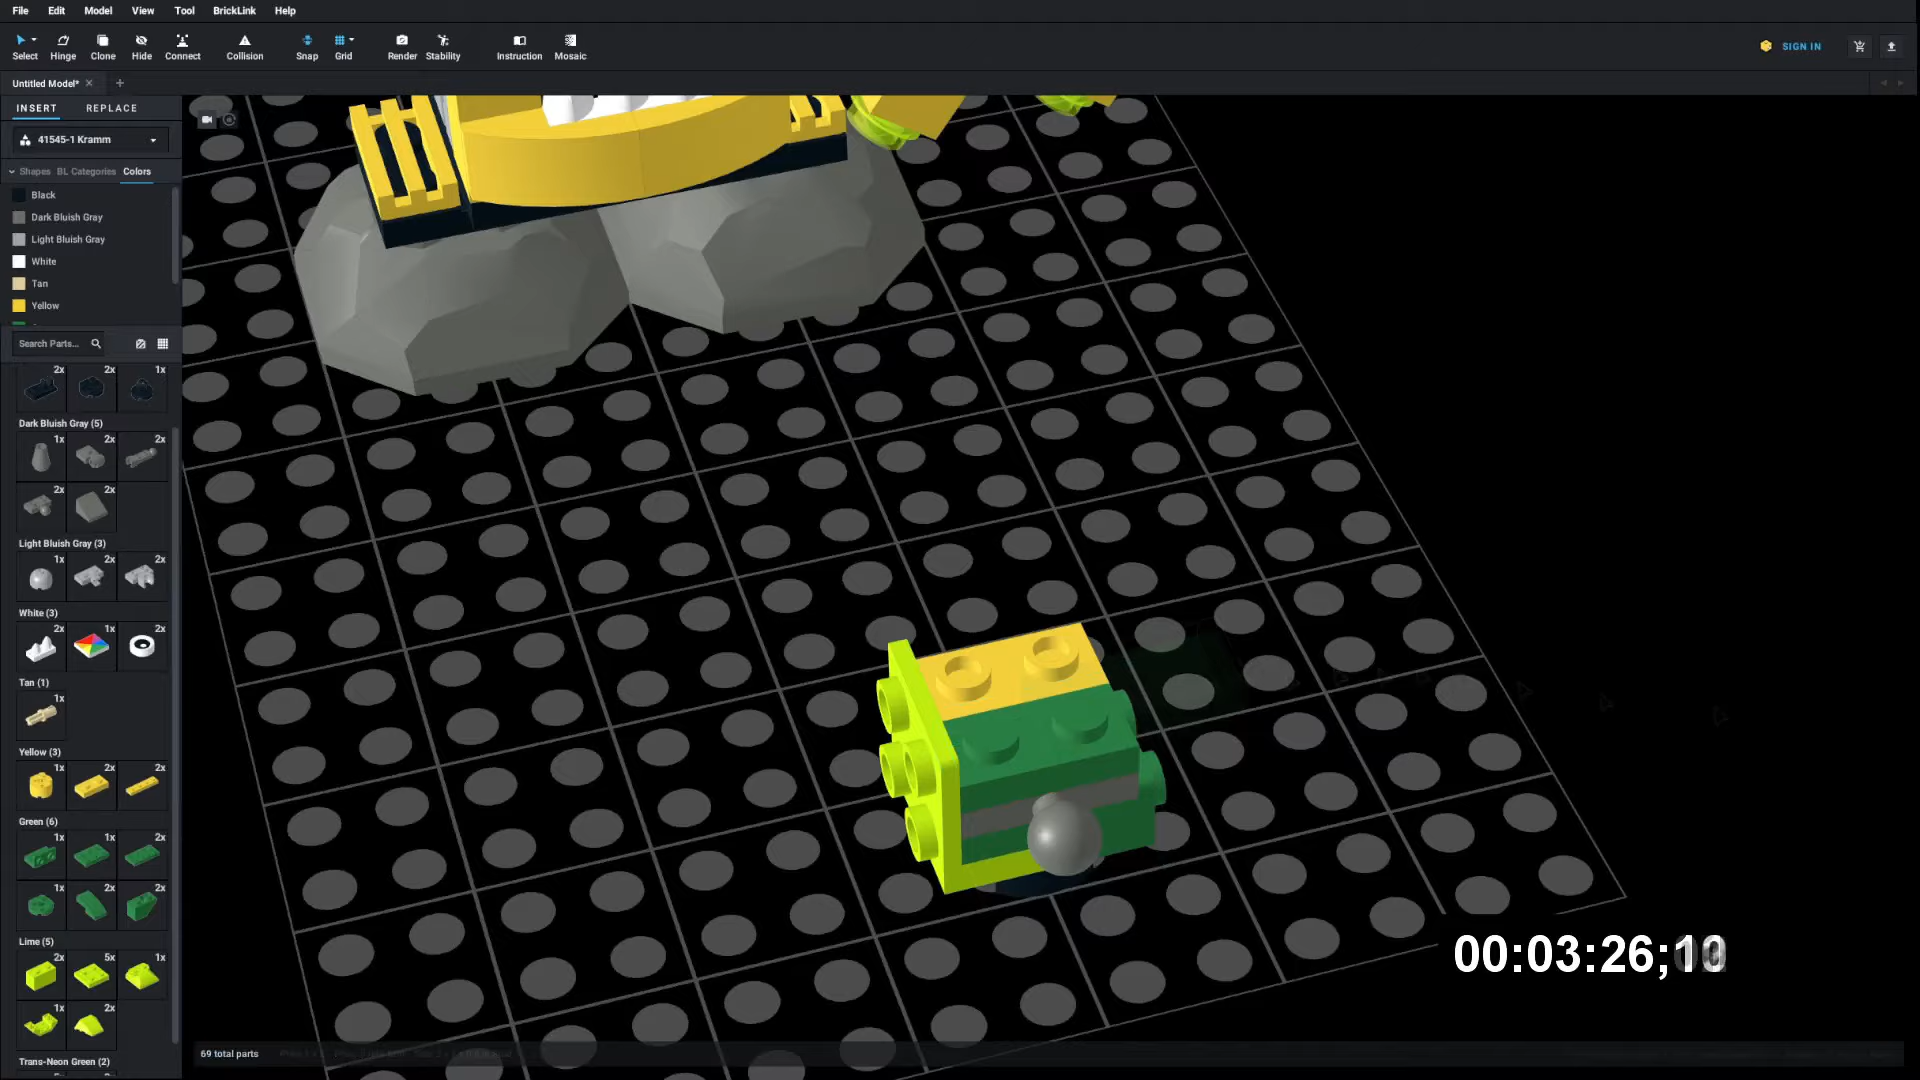 File Edit Model View Tool BrickLink Help
Select Hinge Clone Hide Connect Collision Snap Grid Render Stability Instruction Mosaic
SIGN IN
Untitled Model*
INSERT REPLACE
41545-1 Kramm
Shapes BL Categories Colors
Black
Dark Bluish Gray
Light Bluish Gray
White
Tan
Yellow
Search Parts...
2x 2x 1x
Dark Bluish Gray (5)
1x 2x 2x
2x 2x
Light Bluish Gray (3)
1x 2x 2x
White (3)
2x 1x 2x
Tan (1)
1x
Yellow (3)
1x 2x 2x
Green (6)
1x 1x 2x
1x 2x 2x
Lime (5)
2x 5x 1x
1x 2x
Trans-Neon Green (2)
69 total parts
00:03:26;1